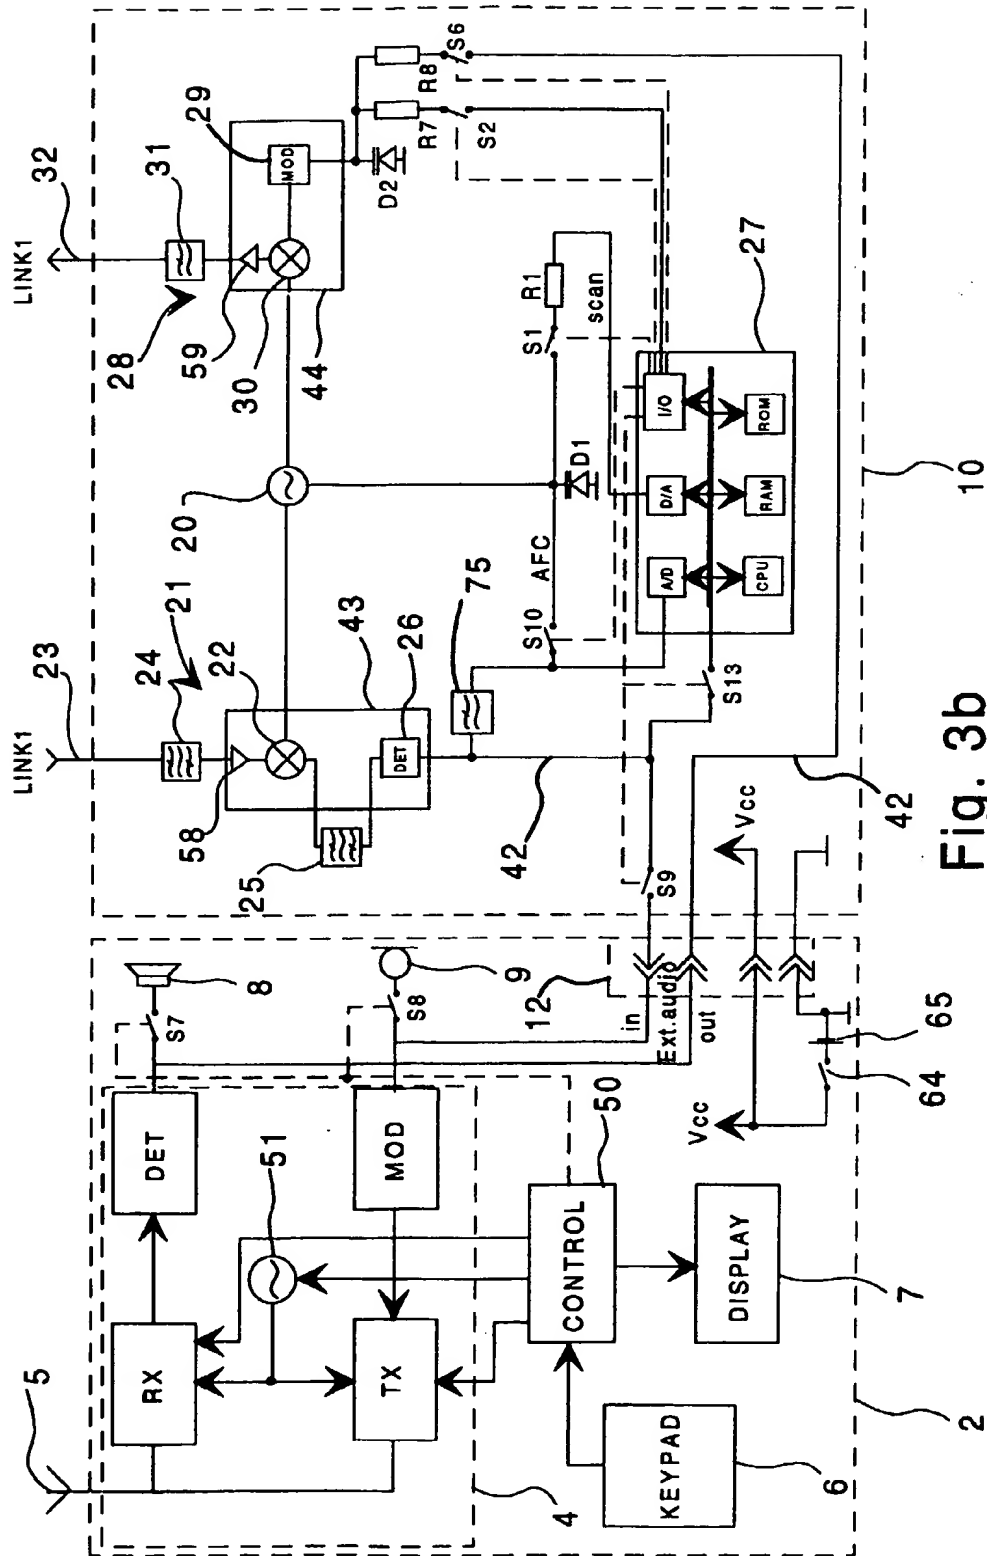 5
RX
DET
S7
8
51
TX
MOD
S8
9
4
CONTROL
50
KEYPAD
6
DISPLAY
7
2
12
in
Ext.audio
out
Vcc
64
65
Vcc
LINK1
23
24
21
22
58
25
43
DET
26
75
42
S9
S13
S10
AFC
20
LINK1
32
31
28
59
30
44
29
MOD
D2
R7
R8
S2
S6
S1
R1
scan
D1
A/D
D/A
I/O
CPU
RAM
ROM
27
42
10
Fig. 3b